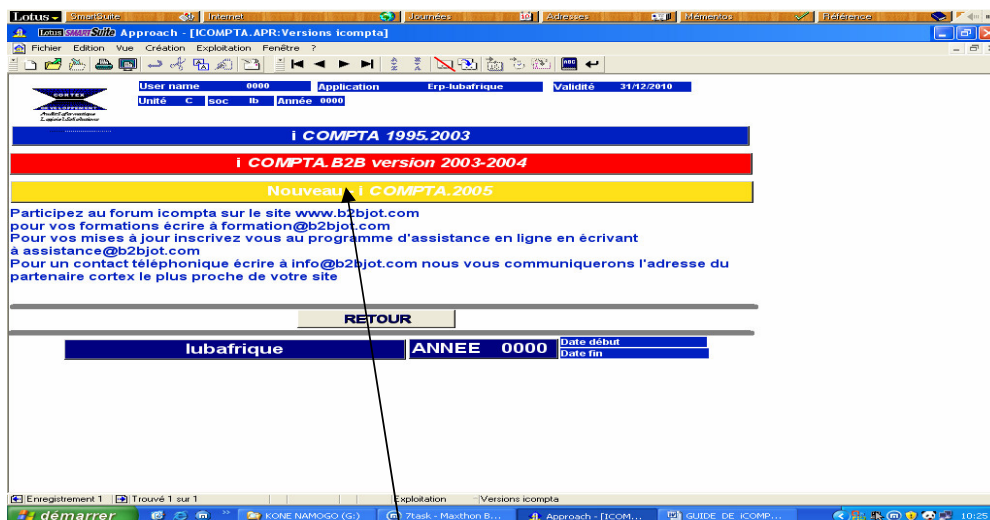 Lotus SmartSuite Internet Journées Adresses Mémentos Référence
Lotus SMART Suite Approach - [ICOMPTA.APR:Versions icompta]
Fichier Edition Vue Création Exploitation Fenêtre ?
CORTEX
DEVELOPPEMENT
User name 0000 Application Erp-lubafrique Validité 31/12/2010
Unité C soc lb Année 0000
i COMPTA 1995.2003
i COMPTA.B2B version 2003-2004
Nouveau - i COMPTA.2005
Participez au forum icompta sur le site www.b2bjot.com
pour vos formations écrire à formation@b2bjot.com
Pour vos mises à jour inscrivez vous au programme d'assistance en ligne en écrivant
à assistance@b2bjot.com
Pour un contact téléphonique écrire à info@b2bjot.com nous vous communiquerons l'adresse du
partenaire cortex le plus proche de votre site
RETOUR
lubafrique ANNEE 0000 Date début
Date fin
Enregistrement 1 Trouvé 1 sur 1 Exploitation Versions icompta
démarrer KONE NAMOGO (G:) 7task - Maxthon B... Approach - [ICOM... GUIDE DE iCOMP... 10:25